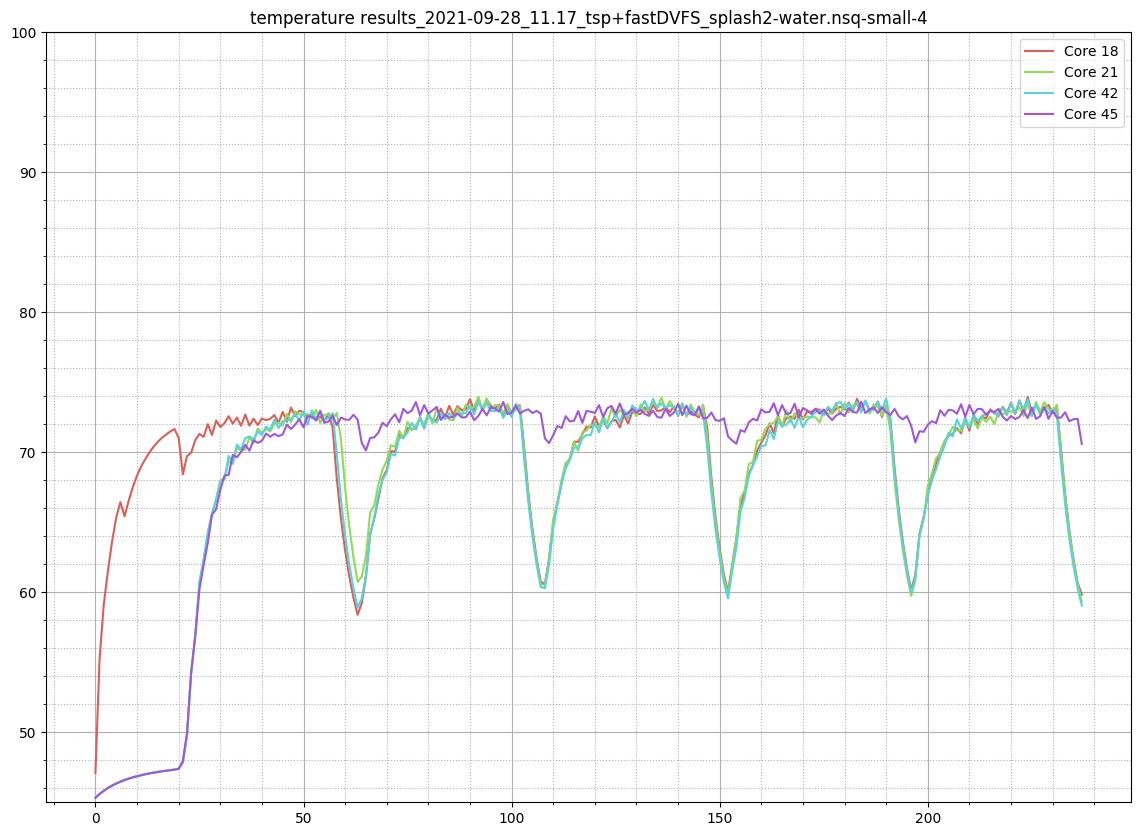 temperature results_2021-09-28_11.17_tsp+fastDVFS_splash2-water.nsq-small-4
Core 18
Core 21
Core 42
Core 45
100
90
80
70
60
50
0 50 100 150 200